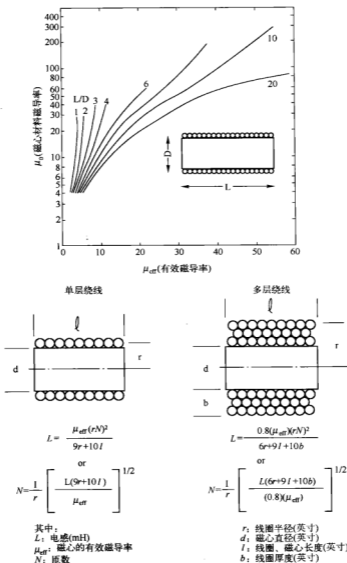 400
300
200
100
80
60
50
40
30
20
10
8
6
5
4
3
2
1
μ₀(磁心材料磁导率)
L/D
1
2
3
4
6
10
20
D
L
0
10
20
30
40
50
60
μeff(有效磁导率)
单层绕线
多层绕线
ℓ
r
d
ℓ
r
d
b
L= μeff(rN)² / 9r+10l
or
N= 1/r [ L(9r+10l) / μeff ] 1/2
L= 0.8(μeff)(rN)² / 6r+9l+10b
or
N= 1/r [ L(6r+9l+10b) / (0.8)(μeff) ] 1/2
其中:
L: 电感(mH)
μeff: 磁心的有效磁导率
N: 匝数
r: 线圈半径(英寸)
d: 磁心直径(英寸)
l: 线圈、磁心长度(英寸)
b: 线圈厚度(英寸)